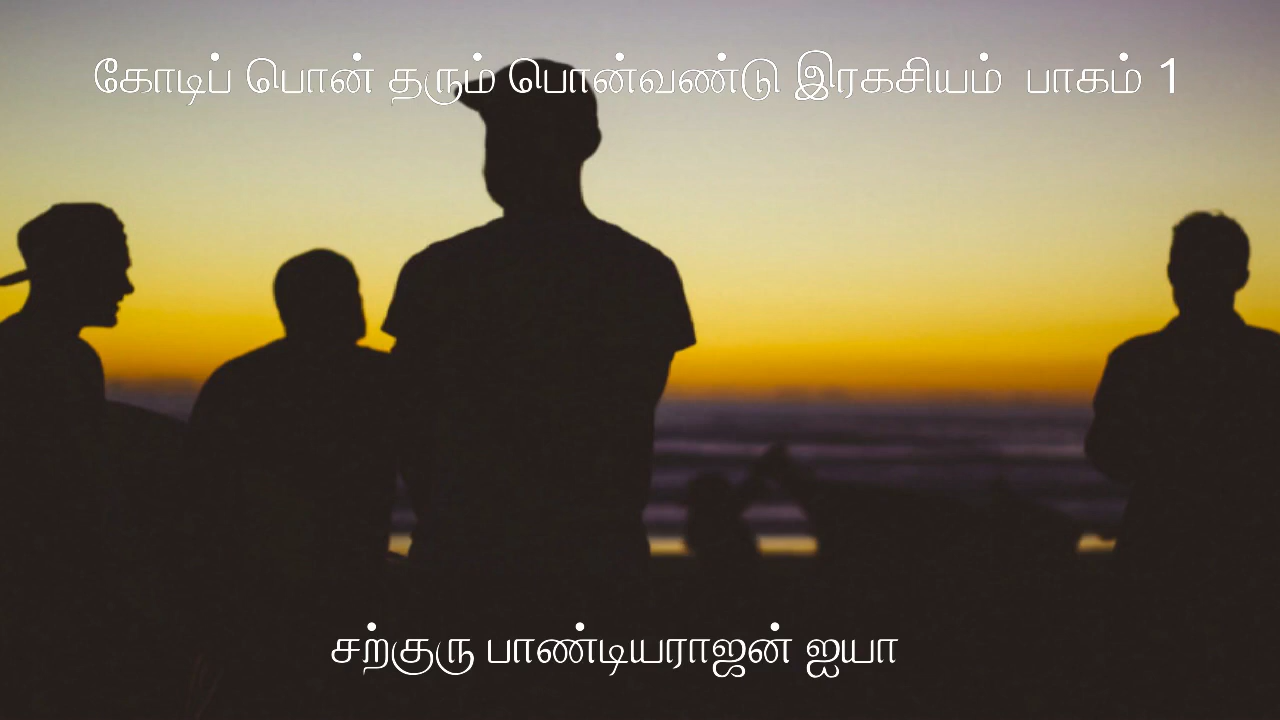 கோடிப் பொன் தரும் பொன்வண்டு இரகசியம் பாகம் 1
சற்குரு பாண்டியராஜன் ஐயா